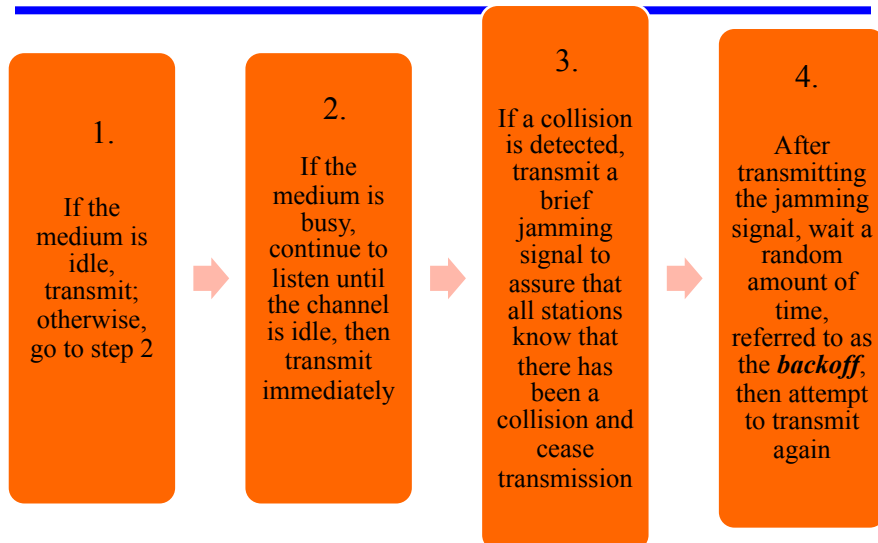 1.
If the
medium is
idle,
transmit;
otherwise,
go to step 2
2.
If the
medium is
busy,
continue to
listen until
the channel
is idle, then
transmit
immediately
3.
If a collision
is detected,
transmit a
brief
jamming
signal to
assure that
all stations
know that
there has
been a
collision and
cease
transmission
4.
After
transmitting
the jamming
signal, wait a
random
amount of
time,
referred to as
the backoff,
then attempt
to transmit
again